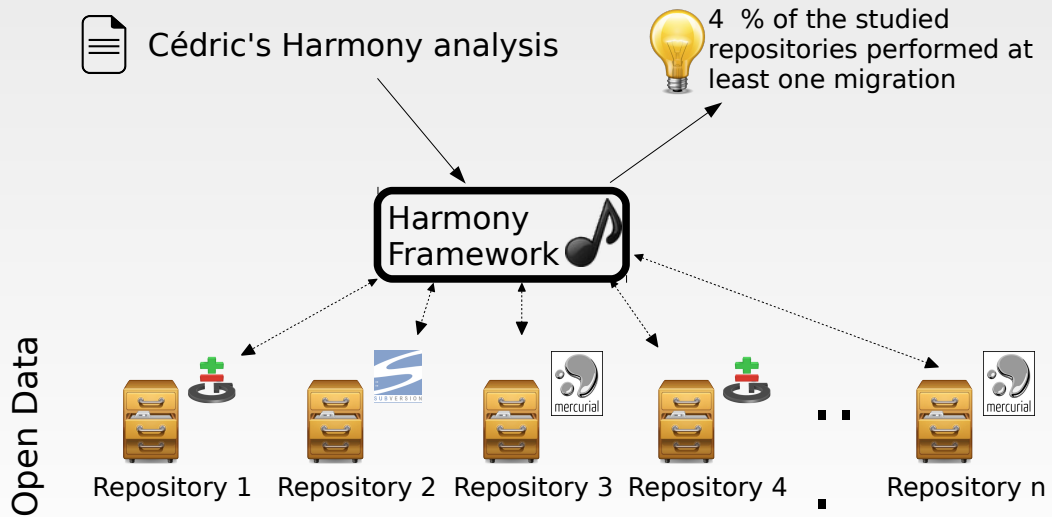 Cédric's Harmony analysis
4 % of the studied
repositories performed at
least one migration
Harmony
Framework
SUBVERSION
mercurial
mercurial
Open Data
Repository 1
Repository 2
Repository 3
Repository 4
. . .
Repository n